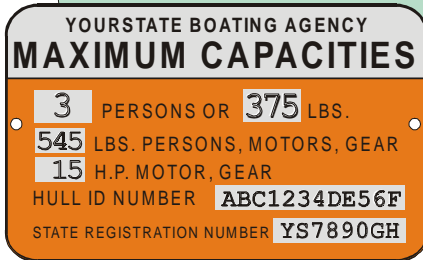 YOURSTATE BOATING AGENCY
MAXIMUM CAPACITIES
3 PERSONS OR 375 LBS.
545 LBS. PERSONS, MOTORS, GEAR
15 H.P. MOTOR, GEAR
HULL ID NUMBER ABC1234DE56F
STATE REGISTRATION NUMBER YS7890GH